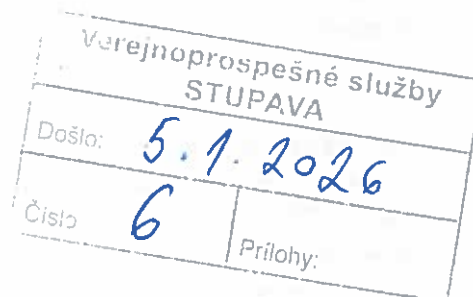 Verejnoprospešné služby
STUPAVA
Došlo: 5.1.2026
Číslo 6
Prílohy: